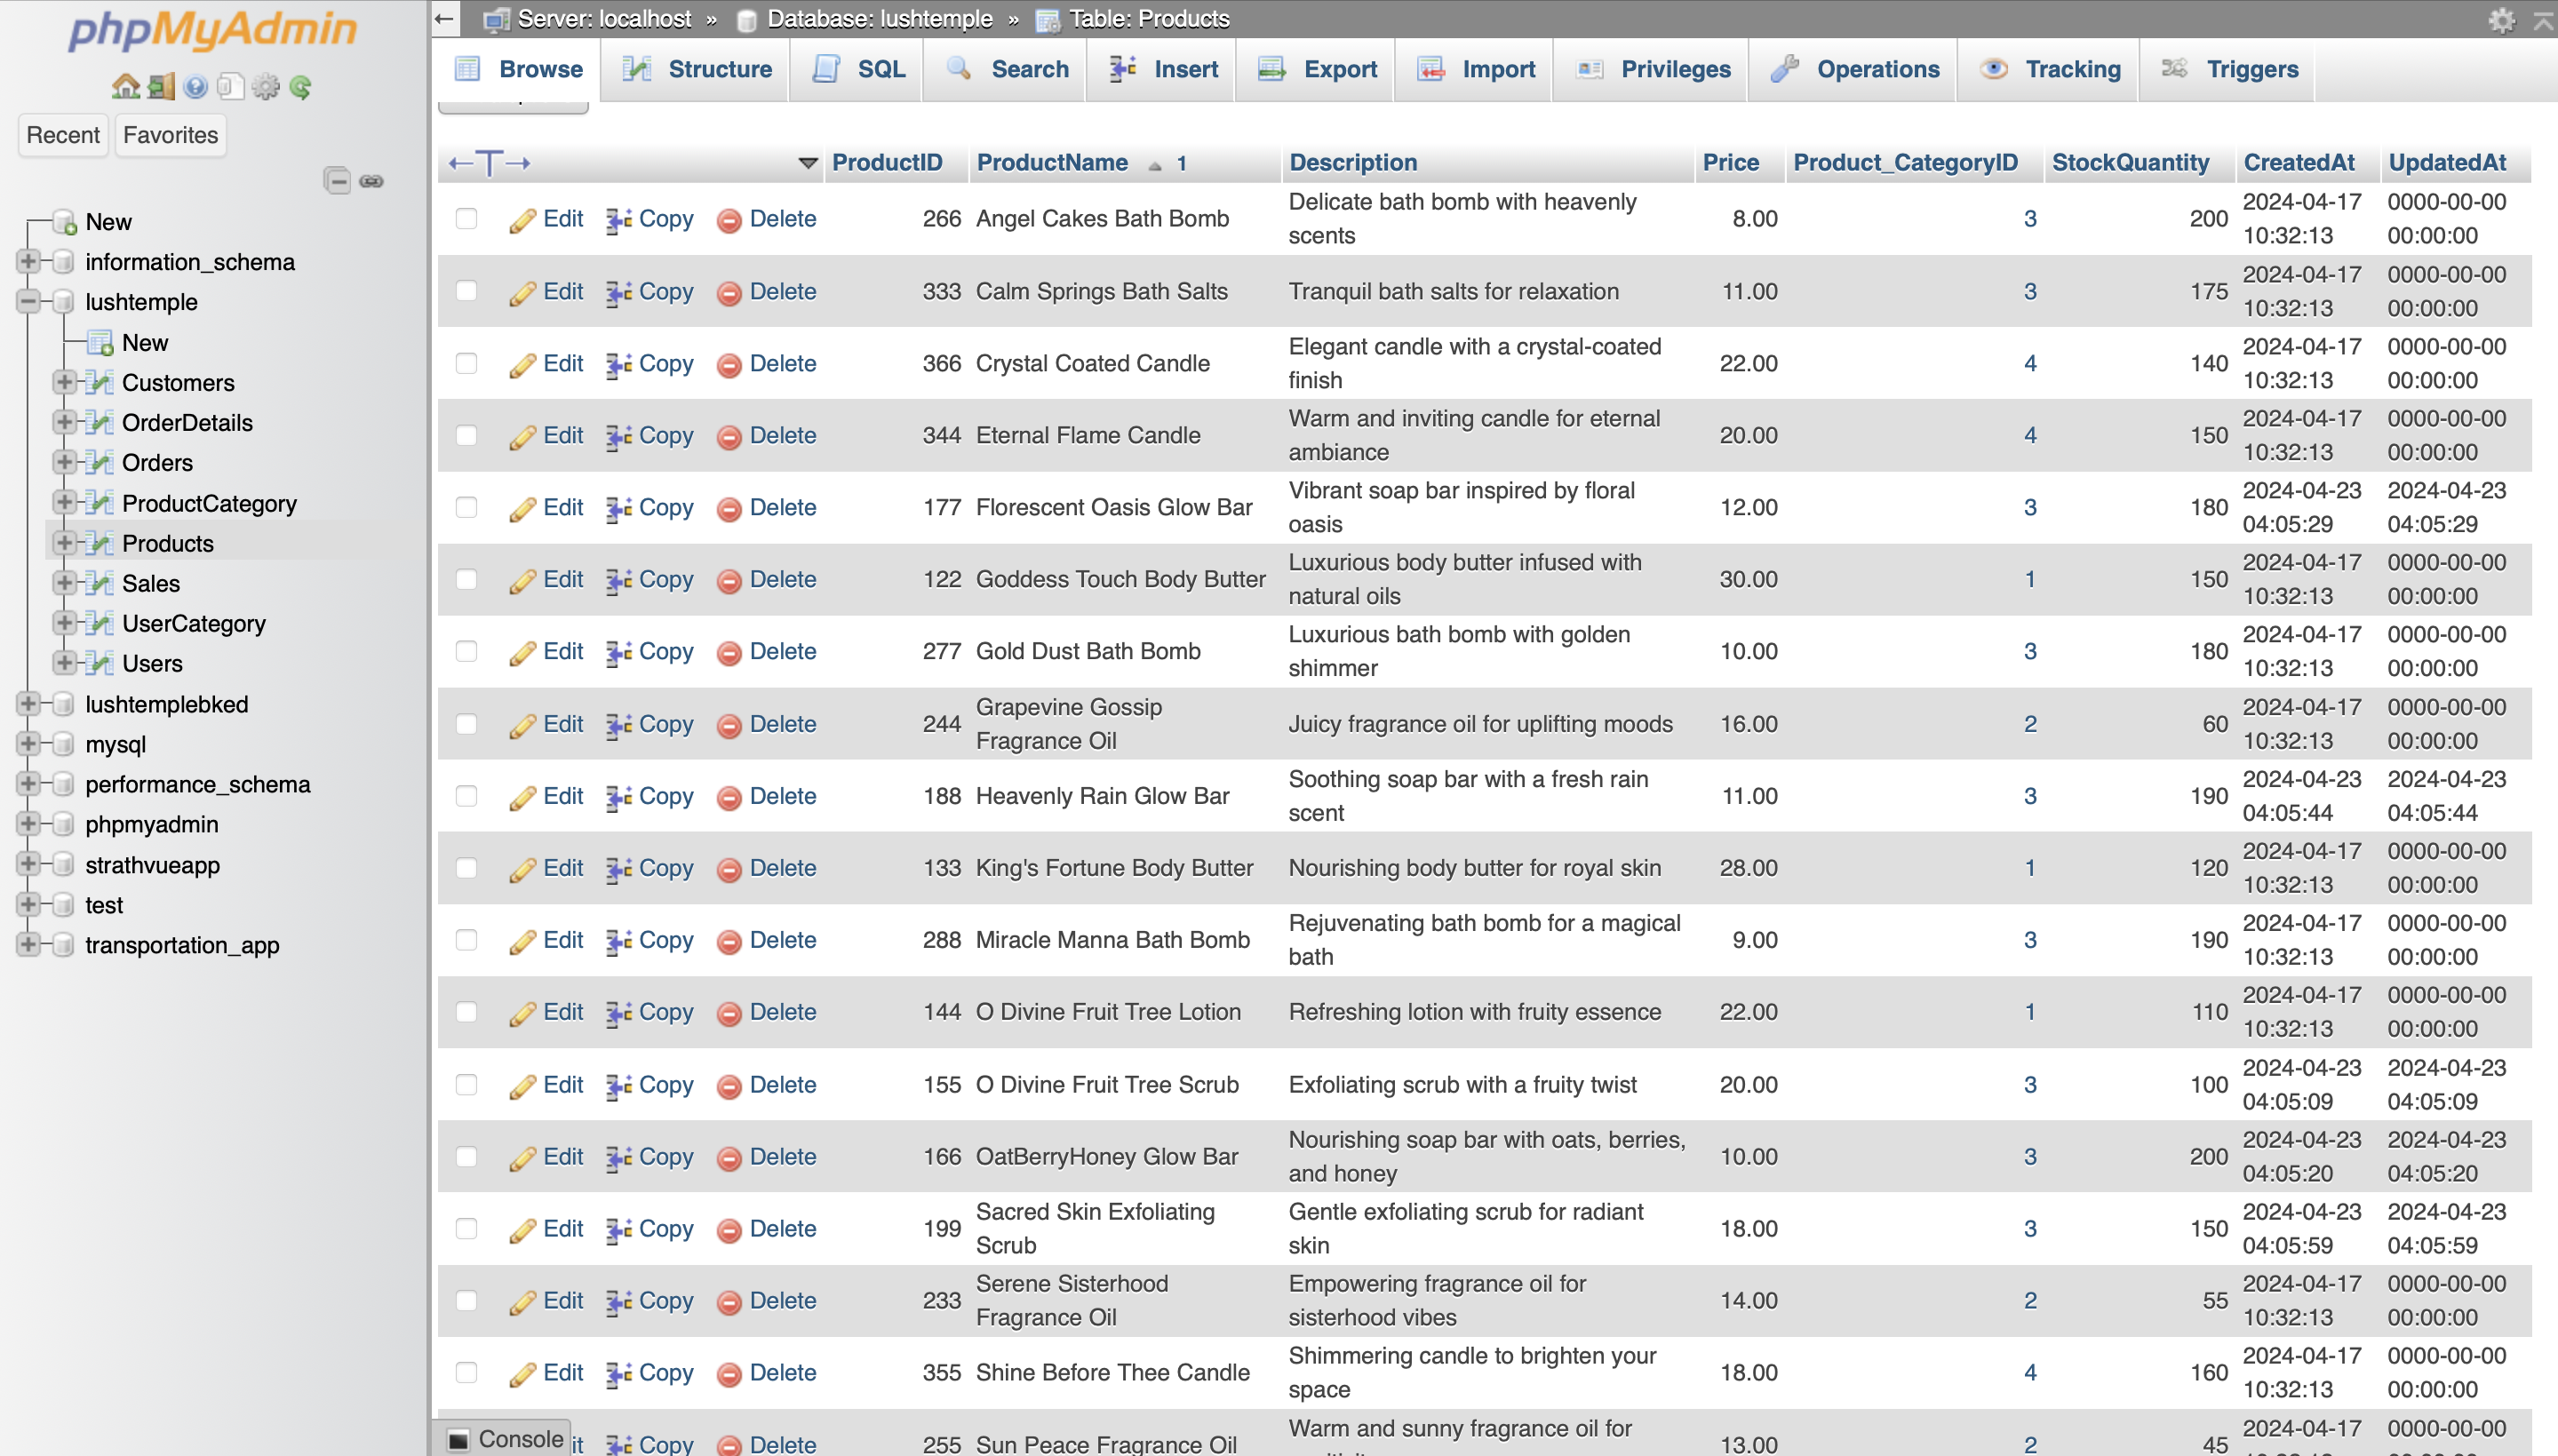 phpMyAdmin
Recent Favorites
New
information_schema
lushtemple
New
Customers
OrderDetails
Orders
ProductCategory
Products
Sales
UserCategory
Users
lushtemplebked
mysql
performance_schema
phpmyadmin
strathvueapp
test
transportation_app
Server: localhost » Database: lushtemple » Table: Products
Browse Structure SQL Search Insert Export Import Privileges Operations Tracking Triggers
←T→ ProductID ProductName 1 Description Price Product_CategoryID StockQuantity CreatedAt UpdatedAt
Edit Copy Delete 266 Angel Cakes Bath Bomb Delicate bath bomb with heavenly scents 8.00 3 200 2024-04-17 10:32:13 0000-00-00 00:00:00
Edit Copy Delete 333 Calm Springs Bath Salts Tranquil bath salts for relaxation 11.00 3 175 2024-04-17 10:32:13 0000-00-00 00:00:00
Edit Copy Delete 366 Crystal Coated Candle Elegant candle with a crystal-coated finish 22.00 4 140 2024-04-17 10:32:13 0000-00-00 00:00:00
Edit Copy Delete 344 Eternal Flame Candle Warm and inviting candle for eternal ambiance 20.00 4 150 2024-04-17 10:32:13 0000-00-00 00:00:00
Edit Copy Delete 177 Florescent Oasis Glow Bar Vibrant soap bar inspired by floral oasis 12.00 3 180 2024-04-23 04:05:29 2024-04-23 04:05:29
Edit Copy Delete 122 Goddess Touch Body Butter Luxurious body butter infused with natural oils 30.00 1 150 2024-04-17 10:32:13 0000-00-00 00:00:00
Edit Copy Delete 277 Gold Dust Bath Bomb Luxurious bath bomb with golden shimmer 10.00 3 180 2024-04-17 10:32:13 0000-00-00 00:00:00
Edit Copy Delete 244 Grapevine Gossip Fragrance Oil Juicy fragrance oil for uplifting moods 16.00 2 60 2024-04-17 10:32:13 0000-00-00 00:00:00
Edit Copy Delete 188 Heavenly Rain Glow Bar Soothing soap bar with a fresh rain scent 11.00 3 190 2024-04-23 04:05:44 2024-04-23 04:05:44
Edit Copy Delete 133 King's Fortune Body Butter Nourishing body butter for royal skin 28.00 1 120 2024-04-17 10:32:13 0000-00-00 00:00:00
Edit Copy Delete 288 Miracle Manna Bath Bomb Rejuvenating bath bomb for a magical bath 9.00 3 190 2024-04-17 10:32:13 0000-00-00 00:00:00
Edit Copy Delete 144 O Divine Fruit Tree Lotion Refreshing lotion with fruity essence 22.00 1 110 2024-04-17 10:32:13 0000-00-00 00:00:00
Edit Copy Delete 155 O Divine Fruit Tree Scrub Exfoliating scrub with a fruity twist 20.00 3 100 2024-04-23 04:05:09 2024-04-23 04:05:09
Edit Copy Delete 166 OatBerryHoney Glow Bar Nourishing soap bar with oats, berries, and honey 10.00 3 200 2024-04-23 04:05:20 2024-04-23 04:05:20
Edit Copy Delete 199 Sacred Skin Exfoliating Scrub Gentle exfoliating scrub for radiant skin 18.00 3 150 2024-04-23 04:05:59 2024-04-23 04:05:59
Edit Copy Delete 233 Serene Sisterhood Fragrance Oil Empowering fragrance oil for sisterhood vibes 14.00 2 55 2024-04-17 10:32:13 0000-00-00 00:00:00
Edit Copy Delete 355 Shine Before Thee Candle Shimmering candle to brighten your space 18.00 4 160 2024-04-17 10:32:13 0000-00-00 00:00:00
Console it Copy Delete 255 Sun Peace Fragrance Oil Warm and sunny fragrance oil for 13.00 2 45 2024-04-17 0000-00-00